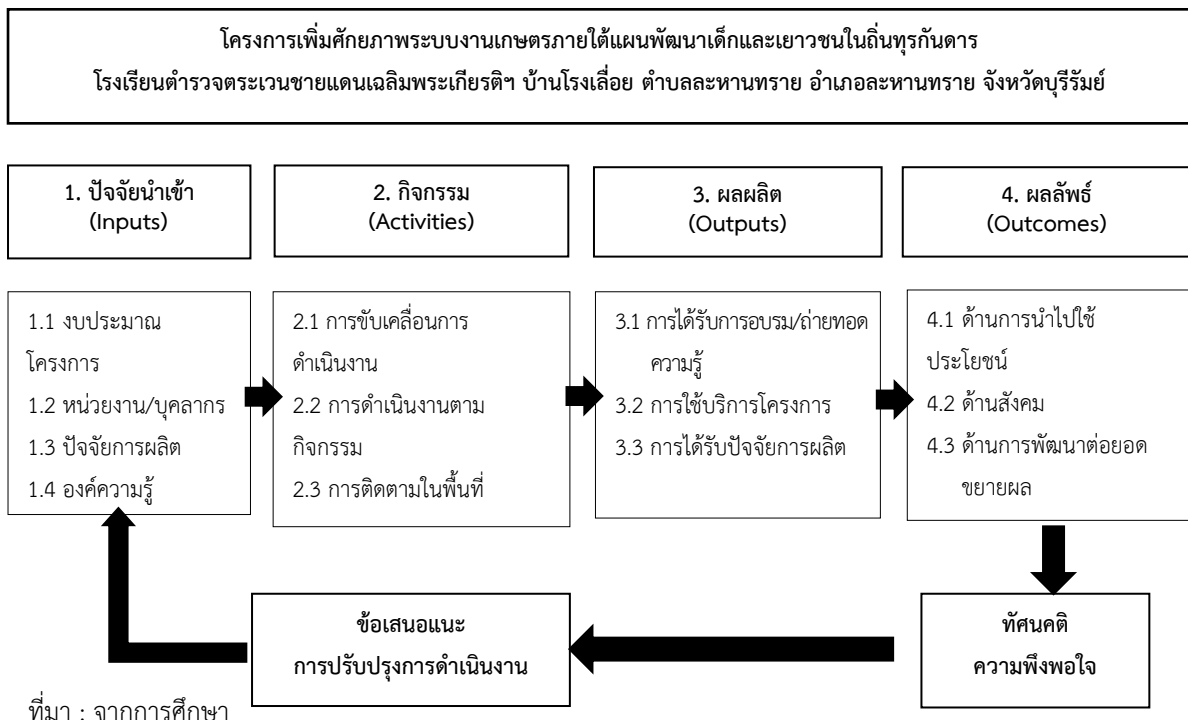 โครงการเพิ่มศักยภาพระบบงานเกษตรภายใต้แผนพัฒนาเด็กและเยาวชนในถิ่นทุรกันดาร
โรงเรียนตำรวจตระเวนชายแดนเฉลิมพระเกียรติฯ บ้านโรงเลื่อย ตำบลละหานทราย อำเภอละหานทราย จังหวัดบุรีรัมย์
1. ปัจจัยนำเข้า
(Inputs)
2. กิจกรรม
(Activities)
3. ผลผลิต
(Outputs)
4. ผลลัพธ์
(Outcomes)
1.1 งบประมาณ
โครงการ
1.2 หน่วยงาน/บุคลากร
1.3 ปัจจัยการผลิต
1.4 องค์ความรู้
2.1 การขับเคลื่อนการ
ดำเนินงาน
2.2 การดำเนินงานตาม
กิจกรรม
2.3 การติดตามในพื้นที่
3.1 การได้รับการอบรม/ถ่ายทอด
ความรู้
3.2 การใช้บริการโครงการ
3.3 การได้รับปัจจัยการผลิต
4.1 ด้านการนำไปใช้
ประโยชน์
4.2 ด้านสังคม
4.3 ด้านการพัฒนาต่อยอด
ขยายผล
ข้อเสนอแนะ
การปรับปรุงการดำเนินงาน
ทัศนคติ
ความพึงพอใจ
ที่มา : จากการศึกษา